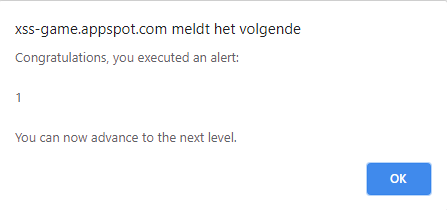 xss-game.appspot.com meldt het volgende
Congratulations, you executed an alert:
1
You can now advance to the next level.
OK